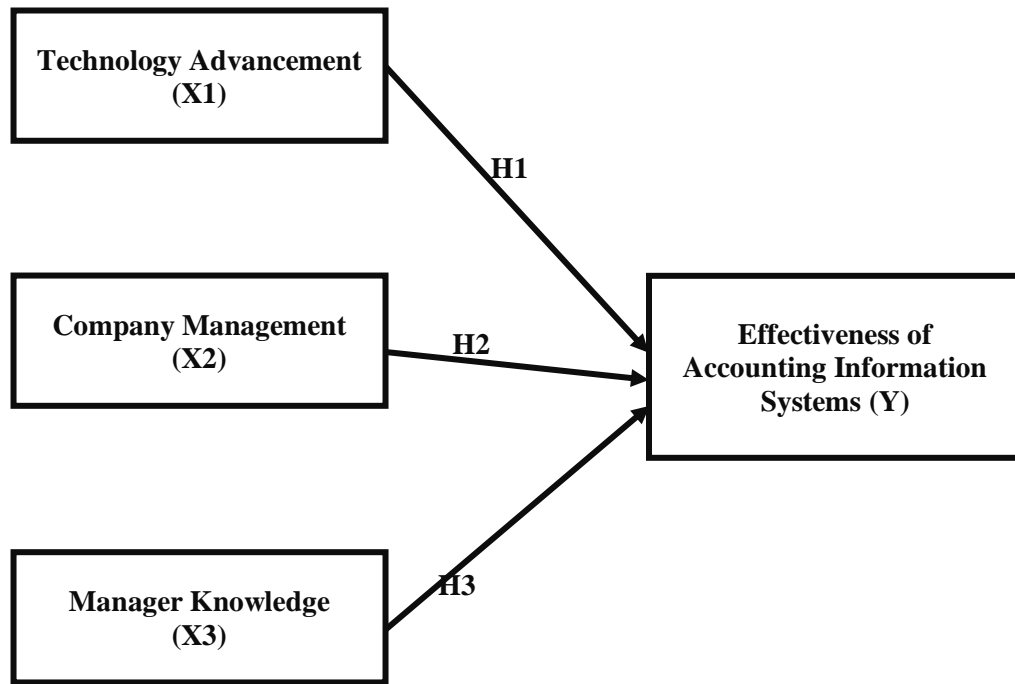 Technology Advancement
(X1)
H1
Company Management
(X2)
H2
Effectiveness of
Accounting Information
Systems (Y)
Manager Knowledge
(X3)
H3